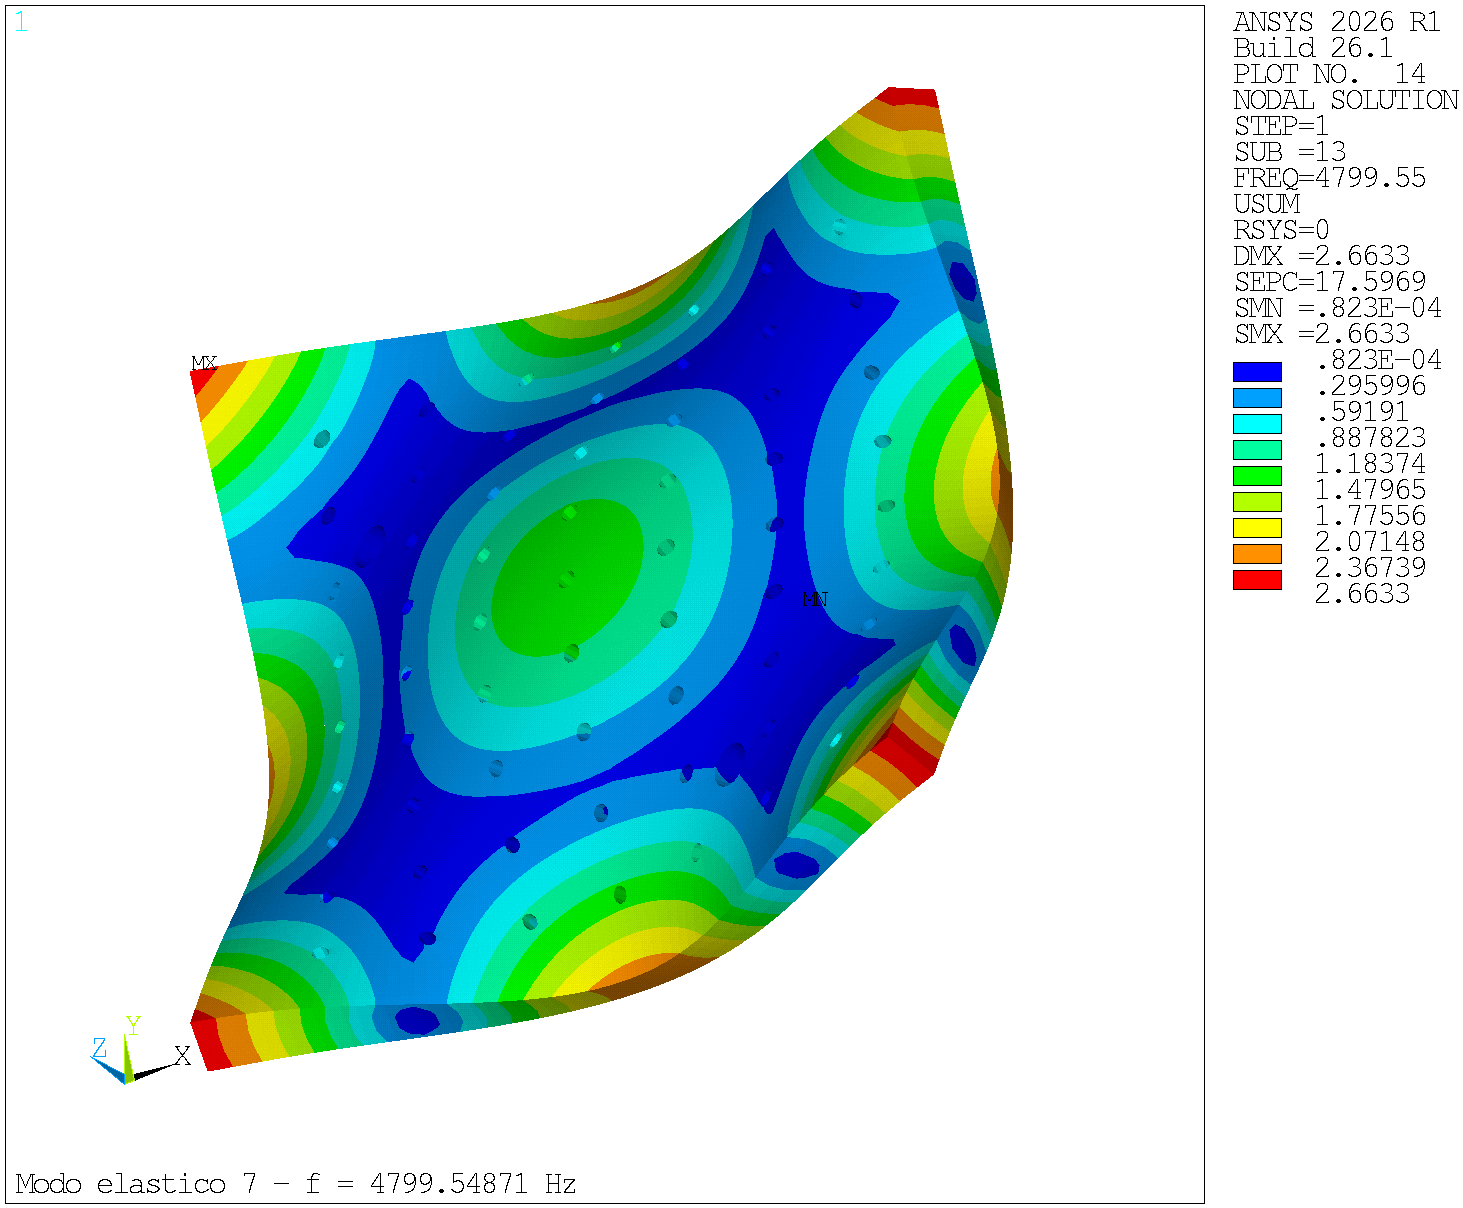 1
ANSYS 2026 R1
Build 26.1
PLOT NO. 14
NODAL SOLUTION
STEP=1
SUB =13
FREQ=4799.55
USUM
RSYS=0
DMX =2.6633
SEPC=17.5969
SMN =.823E-04
SMX =2.6633
.823E-04
.295996
.59191
.887823
1.18374
1.47965
1.77556
2.07148
2.36739
2.6633
MX
MN
Y
Z
X
Modo elastico 7 - f = 4799.54871 Hz